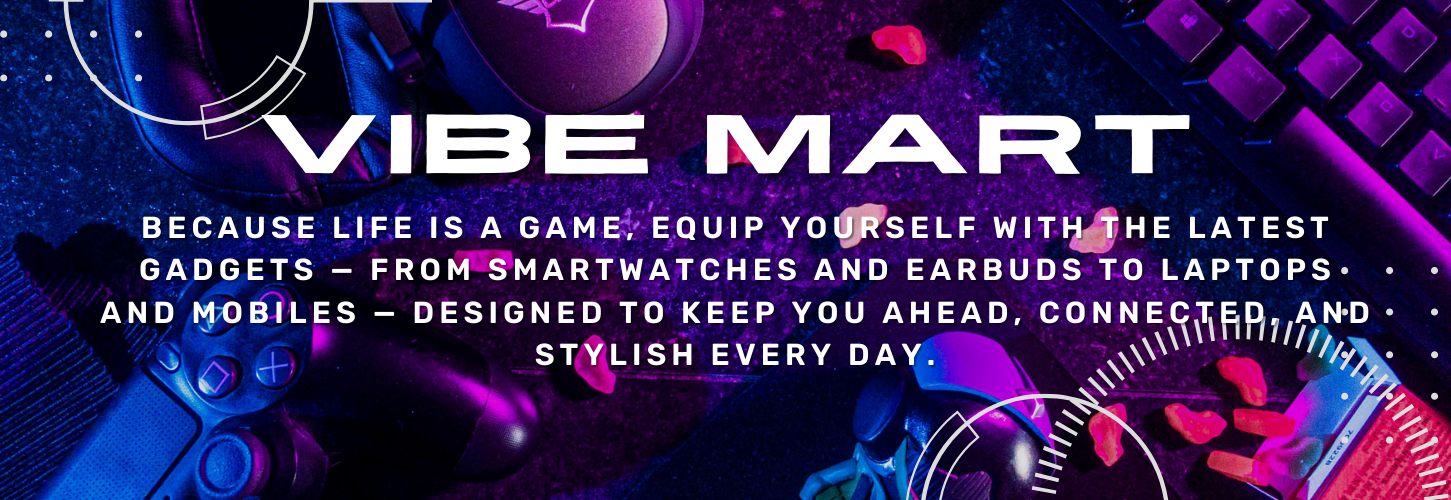 VIBE MART
BECAUSE LIFE IS A GAME, EQUIP YOURSELF WITH THE LATEST
GADGETS – FROM SMARTWATCHES AND EARBUDS TO LAPTOPS
AND MOBILES – DESIGNED TO KEEP YOU AHEAD, CONNECTED, AND
STYLISH EVERY DAY.
ALT
Z
X
D
C
V